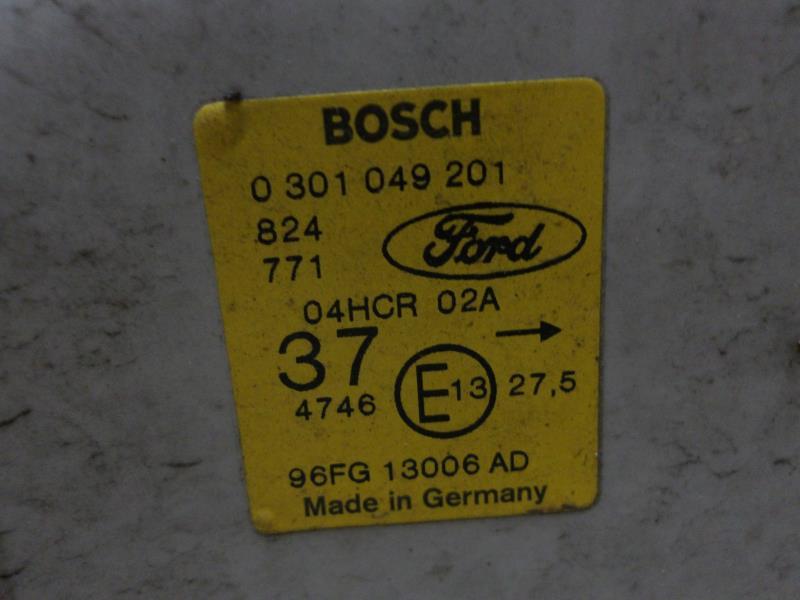 BOSCH
0 301 049 201
824
771
Ford
04HCR 02A
37
4746
E13 27,5
96FG 13006 AD
Made in Germany